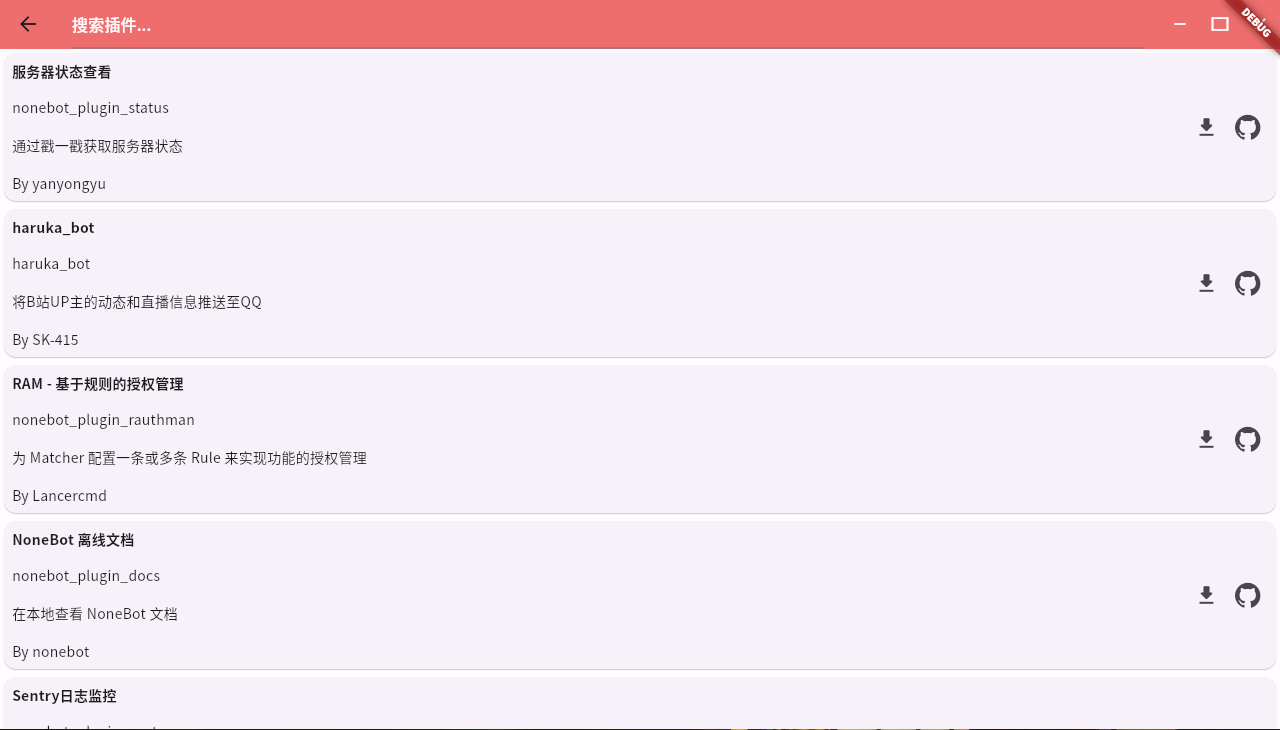 搜索插件...
DEBUG
服务器状态查看
nonebot_plugin_status
通过戳一戳获取服务器状态
By yanyongyu
haruka_bot
haruka_bot
将B站UP主的动态和直播信息推送至QQ
By SK-415
RAM - 基于规则的授权管理
nonebot_plugin_rauthman
为 Matcher 配置一条或多条 Rule 来实现功能的授权管理
By Lancercmd
NoneBot 离线文档
nonebot_plugin_docs
在本地查看 NoneBot 文档
By nonebot
Sentry日志监控